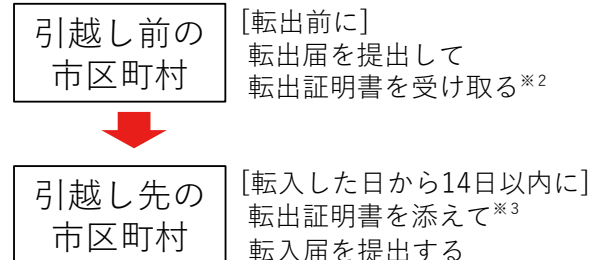 引越し前の
市区町村
[転出前に]
転出届を提出して
転出証明書を受け取る※2
引越し先の
市区町村
[転入した日から14日以内に]
転出証明書を添えて※3
転入届を提出する